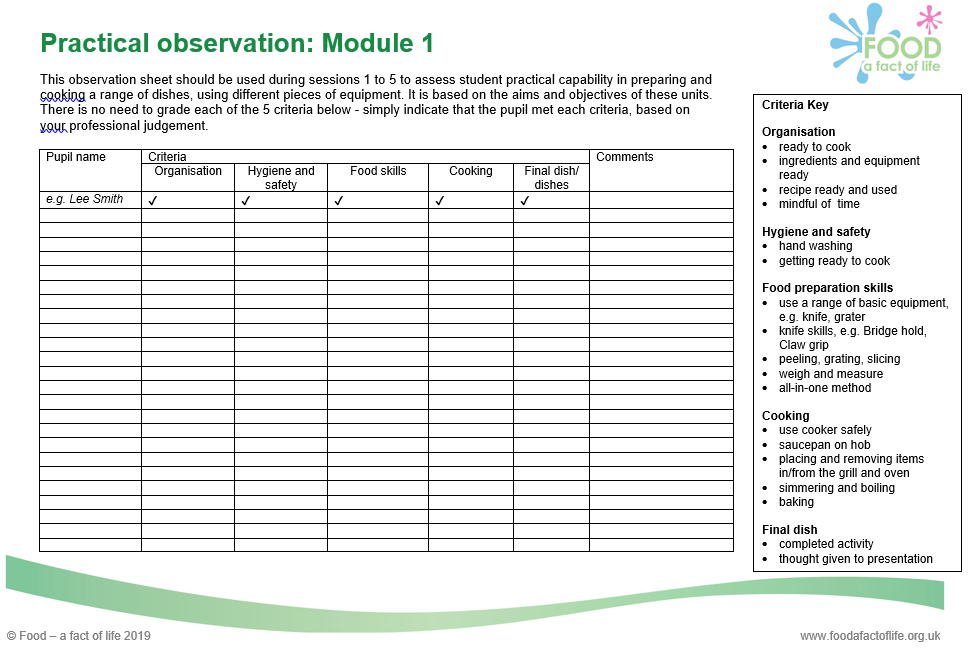 Practical observation: Module 1
FOOD
a fact of life
This observation sheet should be used during sessions 1 to 5 to assess student practical capability in preparing and
cooking a range of dishes, using different pieces of equipment. It is based on the aims and objectives of these units.
There is no need to grade each of the 5 criteria below - simply indicate that the pupil met each criteria, based on
your professional judgement.
Pupil name
Criteria
Comments
Organisation
Hygiene and
safety
Food skills
Cooking
Final dish/
dishes
e.g. Lee Smith ✓ ✓ ✓ ✓ ✓
Criteria Key
Organisation
• ready to cook
• ingredients and equipment
ready
• recipe ready and used
• mindful of  time
Hygiene and safety
• hand washing
• getting ready to cook
Food preparation skills
• use a range of basic equipment,
e.g. knife, grater
• knife skills, e.g. Bridge hold,
Claw grip
• peeling, grating, slicing
• weigh and measure
• all-in-one method
Cooking
• use cooker safely
• saucepan on hob
• placing and removing items
in/from the grill and oven
• simmering and boiling
• baking
Final dish
• completed activity
• thought given to presentation
© Food – a fact of life 2019
www.foodafactoflife.org.uk